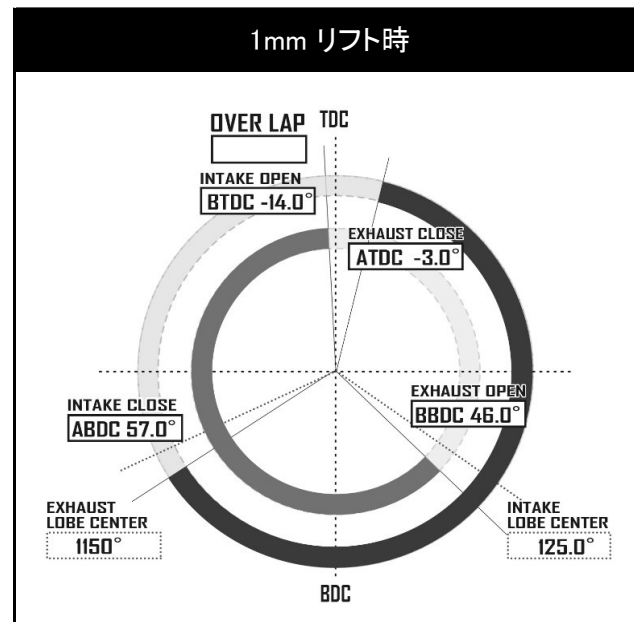 1mm リフト時
OVER LAP
TDC
INTAKE OPEN
BTDC -14.0°
EXHAUST CLOSE
ATDC -3.0°
INTAKE CLOSE
ABDC 57.0°
EXHAUST OPEN
BBDC 46.0°
EXHAUST
LOBE CENTER
1150°
INTAKE
LOBE CENTER
125.0°
BDC